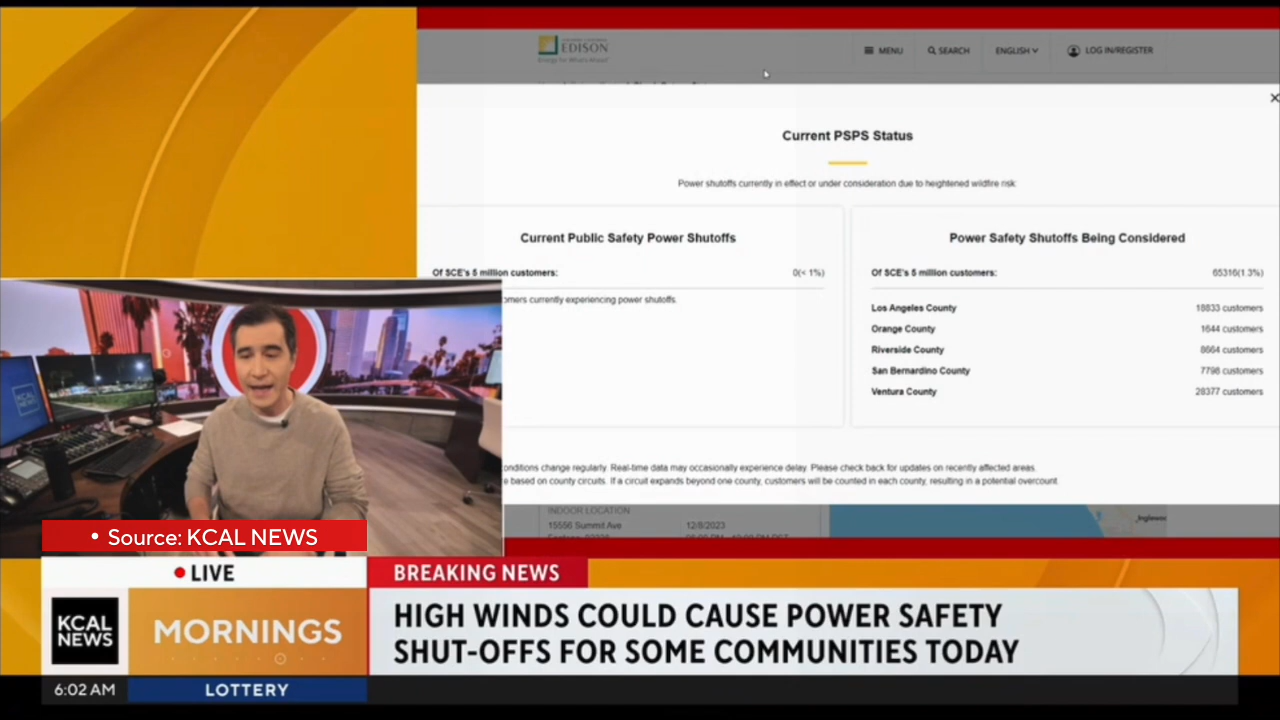 EDISON
Energy for What's Ahead
MENU
SEARCH
ENGLISH
LOG IN/REGISTER
Current PSPS Status
Power shutoffs currently in effect or under consideration due to heightened wildfire risk
Current Public Safety Power Shutoffs
Of SCE's 5 million customers: 0(< 1%)
omers currently experiencing power shutoffs.
Power Safety Shutoffs Being Considered
Of SCE's 5 million customers: 65316(1.3%)
Los Angeles County 18833 customers
Orange County 1644 customers
Riverside County 8664 customers
San Bernardino County 7798 customers
Ventura County 28377 customers
onditions change regularly. Real-time data may occasionally experience delay. Please check back for updates on recently affected areas.
e based on county circuits. If a circuit expands beyond one county, customers will be counted in each county, resulting in a potential overcount.
INDOOR LOCATION
15556 Summit Ave 12/8/2023
Inglewoo
KCAL
NEWS
• Source: KCAL NEWS
LIVE
BREAKING NEWS
KCAL
NEWS
MORNINGS
HIGH WINDS COULD CAUSE POWER SAFETY
SHUT-OFFS FOR SOME COMMUNITIES TODAY
6:02 AM
LOTTERY